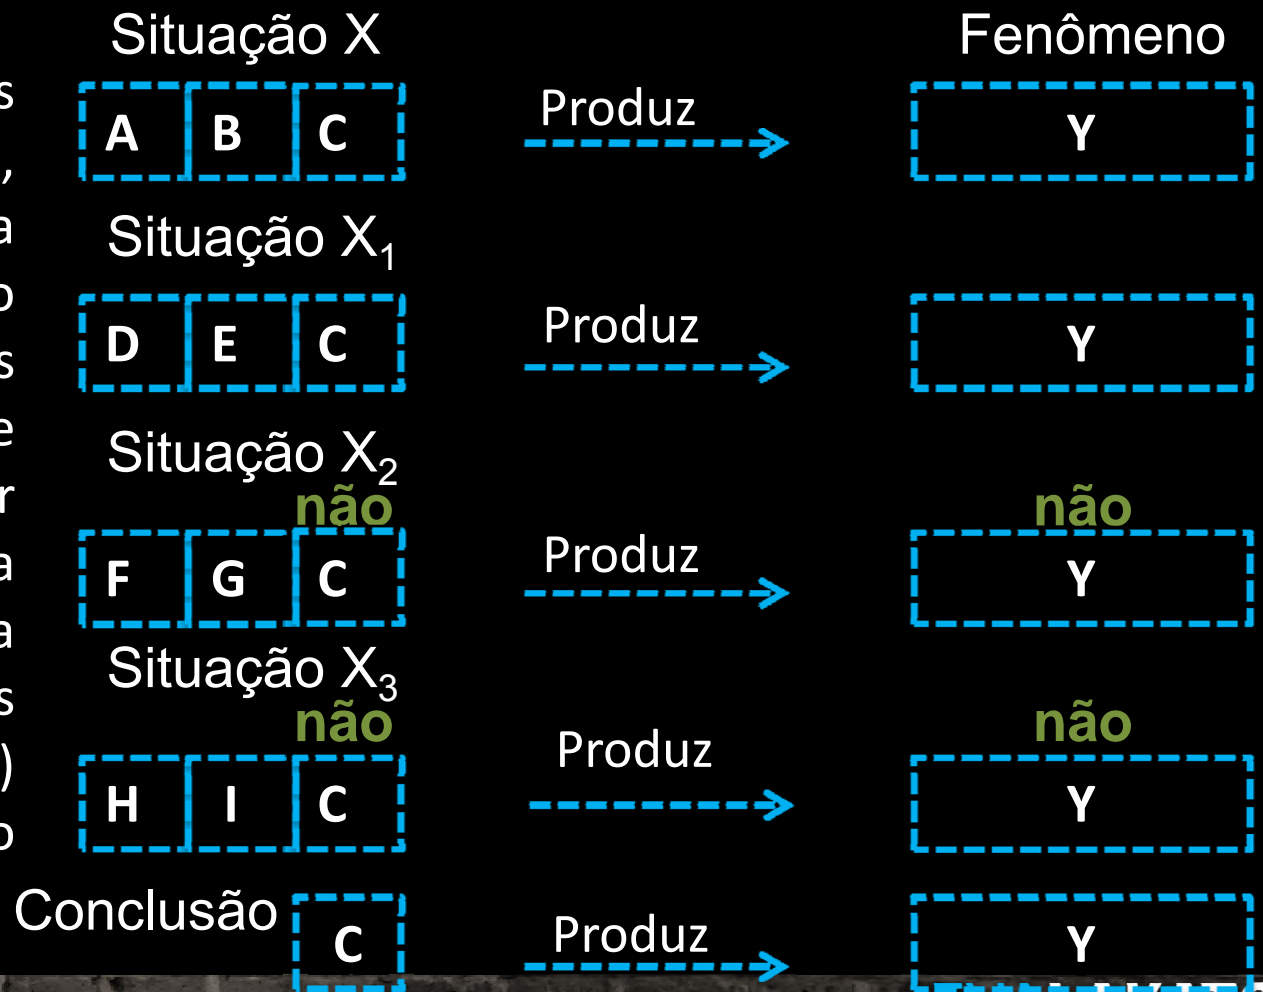 Situação X
Fenômeno
s
,
a
o
s
e
r
a
a
s
)
o
A B C
Produz
Y
Situação X1
D E C
Produz
Y
Situação X2
não
não
F G C
Produz
Y
Situação X3
não
não
H I C
Produz
Y
Conclusão
C
Produz
Y